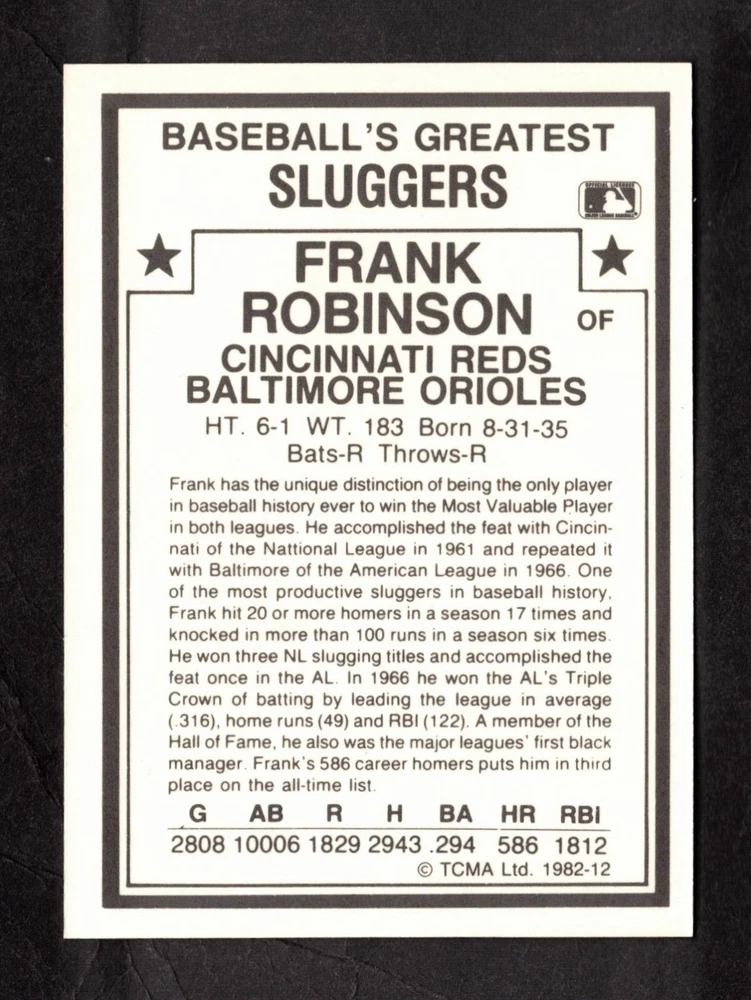 BASEBALL'S GREATEST
SLUGGERS
OFFICIAL LICENSEE
MAJOR LEAGUE BASEBALL
FRANK
ROBINSON OF
CINCINNATI REDS
BALTIMORE ORIOLES
HT. 6-1 WT. 183 Born 8-31-35
Bats-R Throws-R
Frank has the unique distinction of being the only player
in baseball history ever to win the Most Valuable Player
in both leagues. He accomplished the feat with Cincin-
nati of the Nattional League in 1961 and repeated it
with Baltimore of the American League in 1966. One
of the most productive sluggers in baseball history,
Frank hit 20 or more homers in a season 17 times and
knocked in more than 100 runs in a season six times.
He won three NL slugging titles and accomplished the
feat once in the AL. In 1966 he won the AL's Triple
Crown of batting by leading the league in average
(.316), home runs (49) and RBI (122). A member of the
Hall of Fame, he also was the major leagues' first black
manager. Frank's 586 career homers puts him in third
place on the all-time list.
G AB R H BA HR RBI
2808 10006 1829 2943 .294 586 1812
© TCMA Ltd. 1982-12